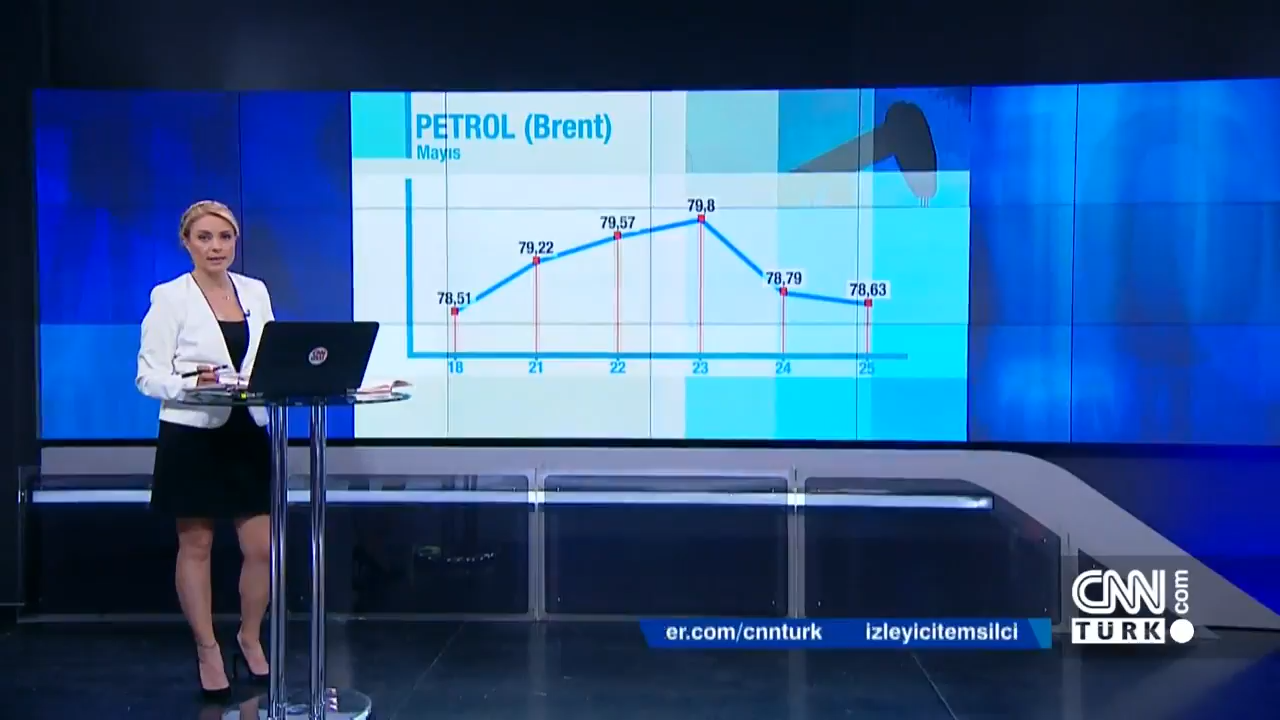 PETROL (Brent)
Mayıs
78,51
79,22
79,57
79,8
78,79
78,63
18
21
22
23
24
25
CNN
er.com/cnnturk izleyicitemsilci
CNN
TÜRK
.com